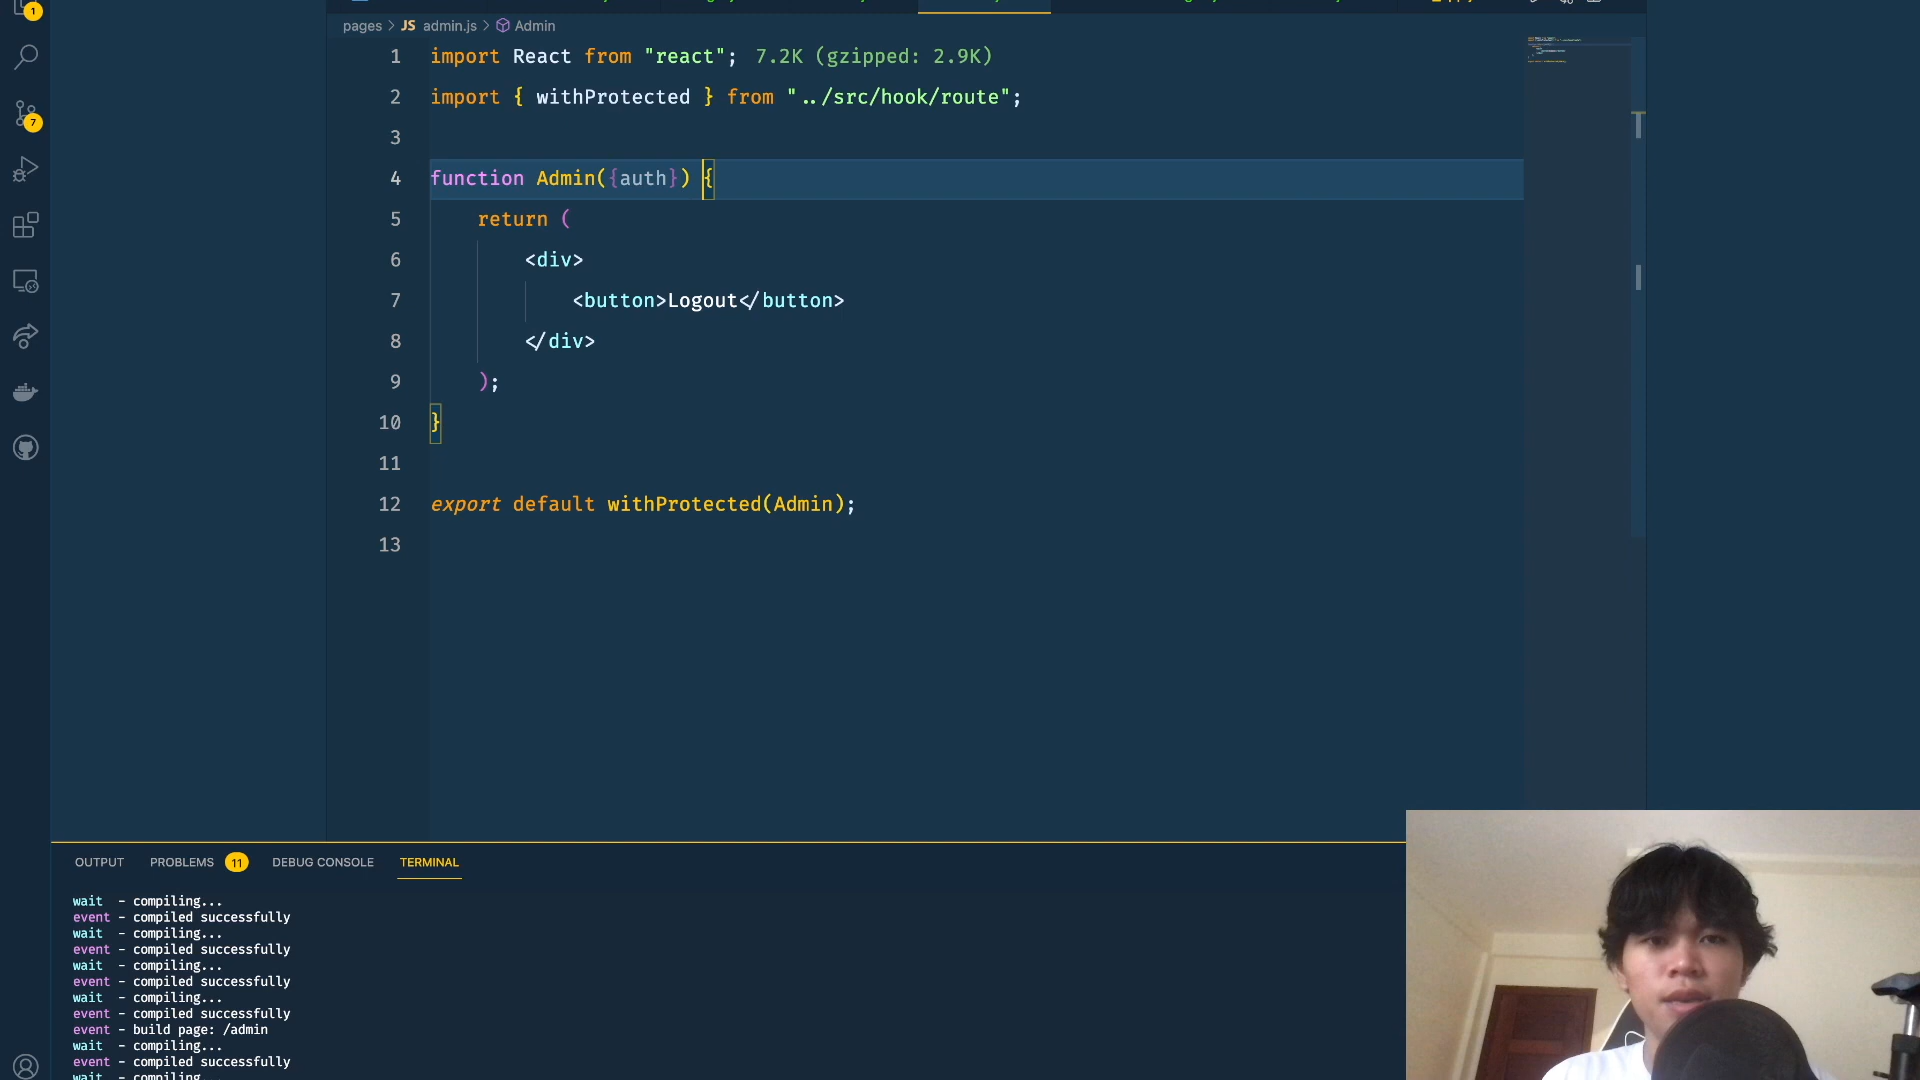 1
pages > JS admin.js > Admin
1 import React from "react"; 7.2K (gzipped: 2.9K)
2 import { withProtected } from "../src/hook/route";
3
4 function Admin({auth}) {
5 return (
6 <div>
7 <button>Logout</button>
8 </div>
9 );
10 }
11
12 export default withProtected(Admin);
13
7
OUTPUT PROBLEMS 11 DEBUG CONSOLE TERMINAL
wait - compiling...
event - compiled successfully
wait - compiling...
event - compiled successfully
wait - compiling...
event - compiled successfully
wait - compiling...
event - compiled successfully
event - build page: /admin
wait - compiling...
event - compiled successfully
wait - compiling...